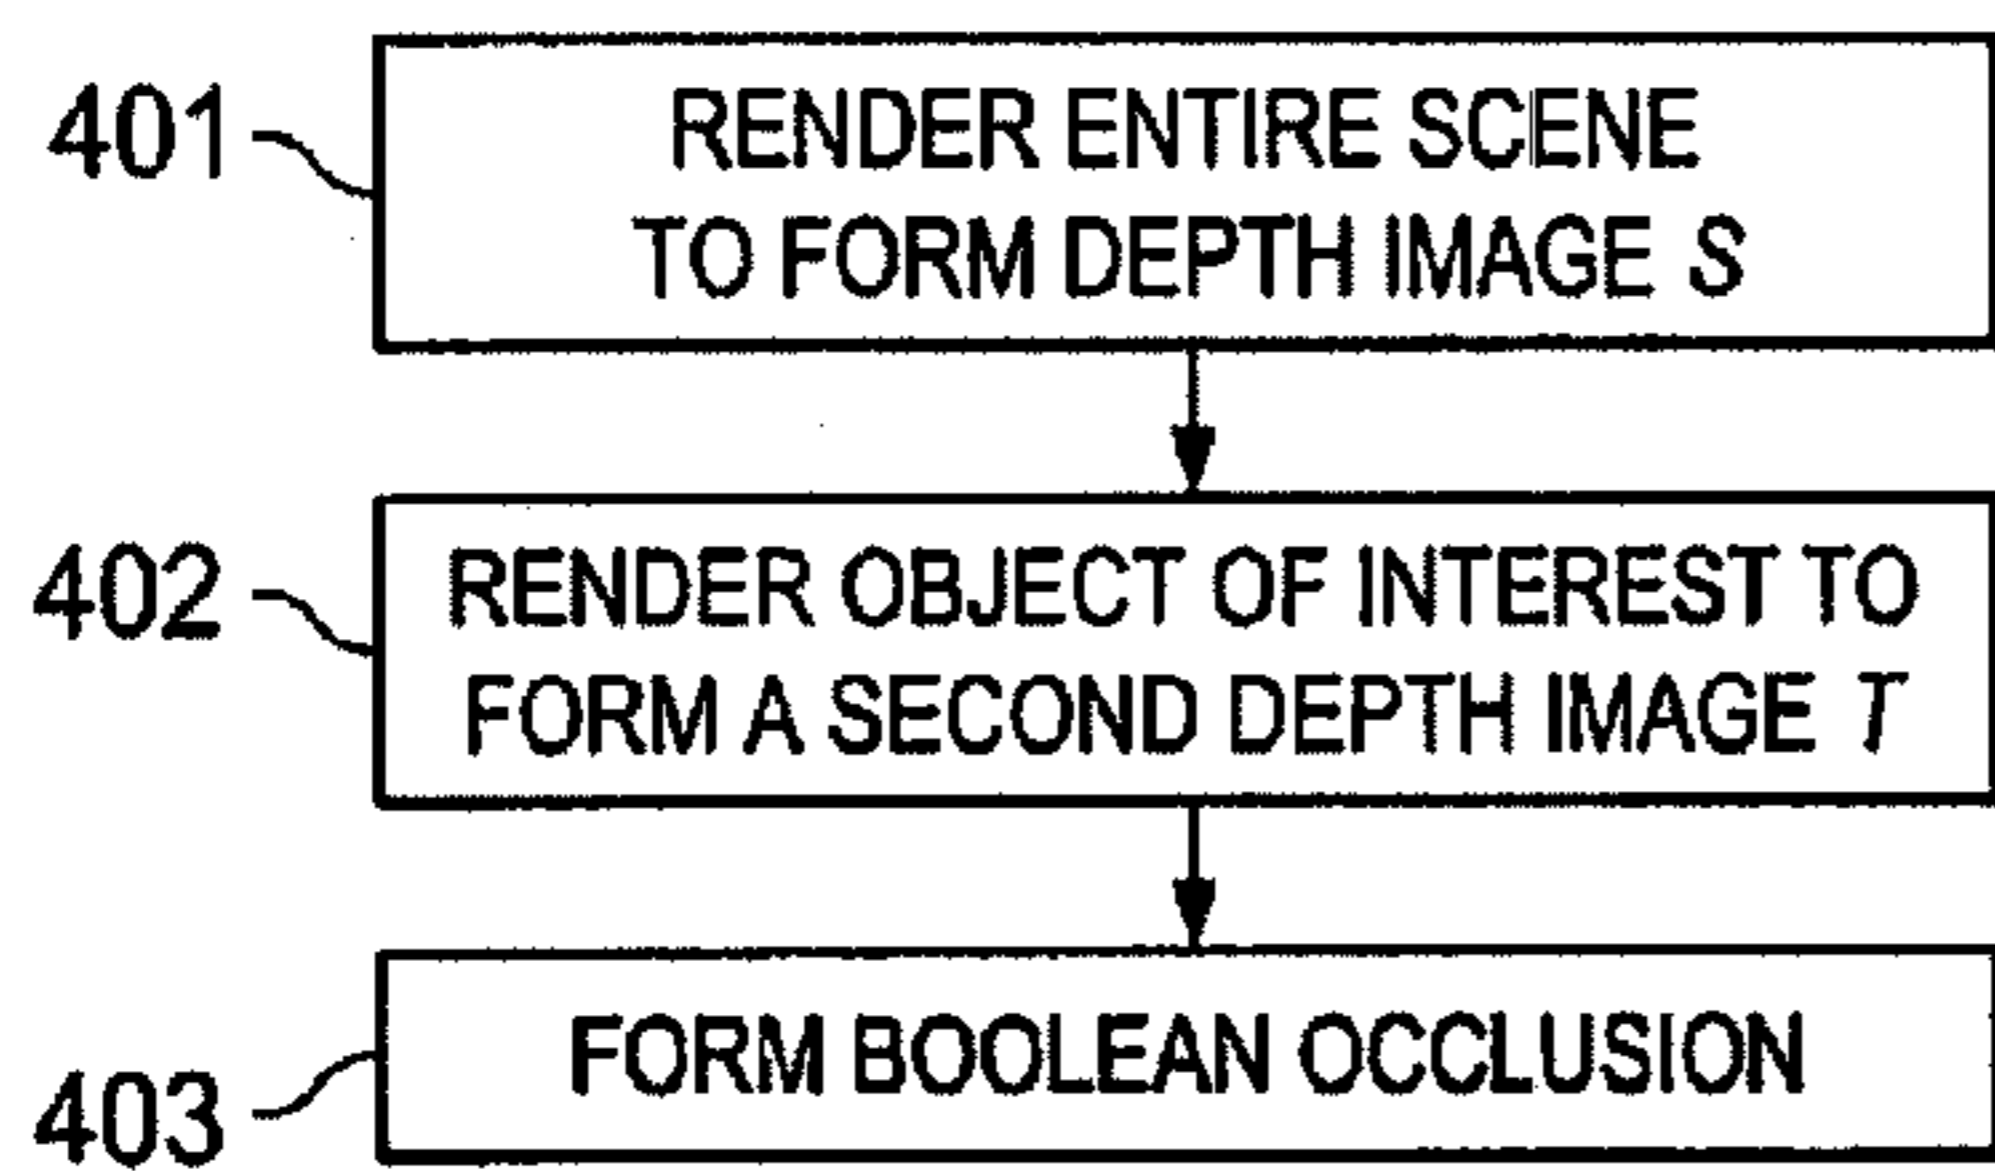 401
RENDER ENTIRE SCENE
TO FORM DEPTH IMAGE S
402
RENDER OBJECT OF INTEREST TO
FORM A SECOND DEPTH IMAGE T
403
FORM BOOLEAN OCCLUSION